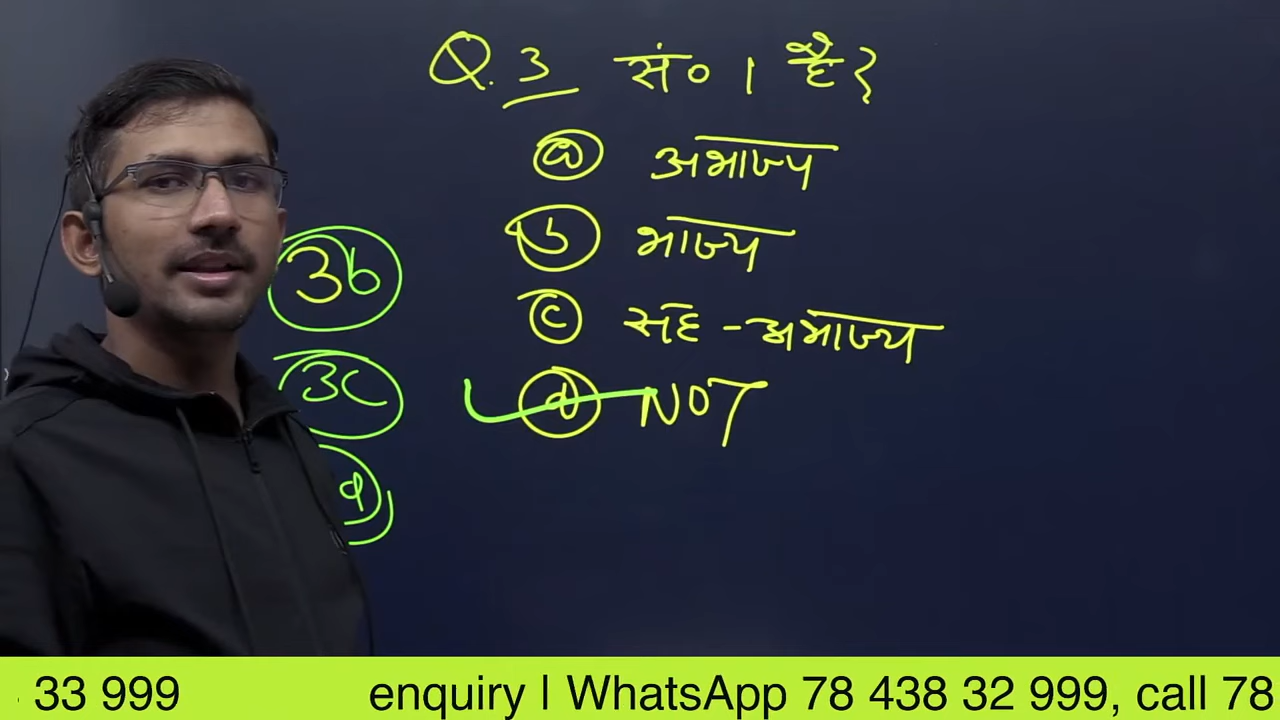 Q. 3 सं० 1 है?
(a) अभाज्य
(b) भाज्य
(c) सह-अभाज्य
(d) NOT
3b
3c
33 999 enquiry | WhatsApp 78 438 32 999, call 78